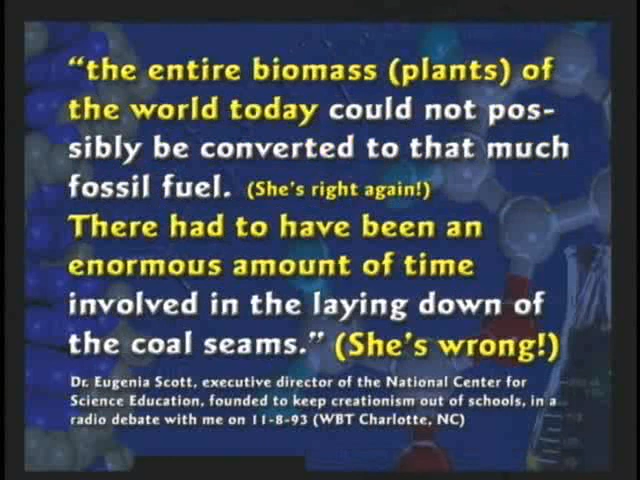 “the entire biomass (plants) of
the world today could not pos-
sibly be converted to that much
fossil fuel. (She's right again!)
There had to have been an
enormous amount of time
involved in the laying down of
the coal seams.” (She's wrong!)
Dr. Eugenia Scott, executive director of the National Center for
Science Education, founded to keep creationism out of schools, in a
radio debate with me on 11-8-93 (WBT Charlotte, NC)